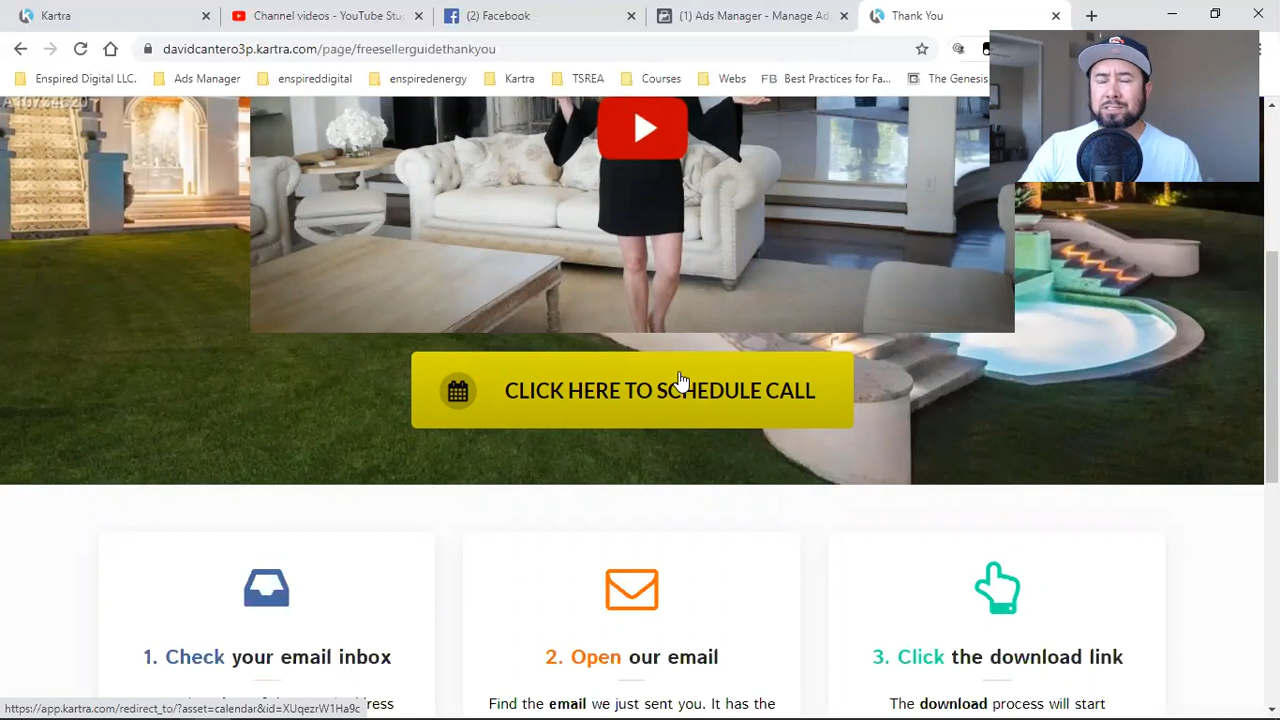 Kartra
Channel videos - YouTube Stu
(2) Facebook
(1) Ads Manager - Manage Ad
Thank You
davidcantero3p.kartra.com/page/freesellerguidethankyou
Enspired Digital LLC.
Ads Manager
enspireddigital
empoweredenergy
Kartra
TSREA
Courses
Webs
FB Best Practices for Fa...
The Genesis
CLICK HERE TO SCHEDULE CALL
1. Check your email inbox
2. Open our email
3. Click the download link
Find the email we just sent you. It has the
The download process will start
https://app.kartra.com/redirect_to/?asset=calendar&id=XUqezrW1Ha9c